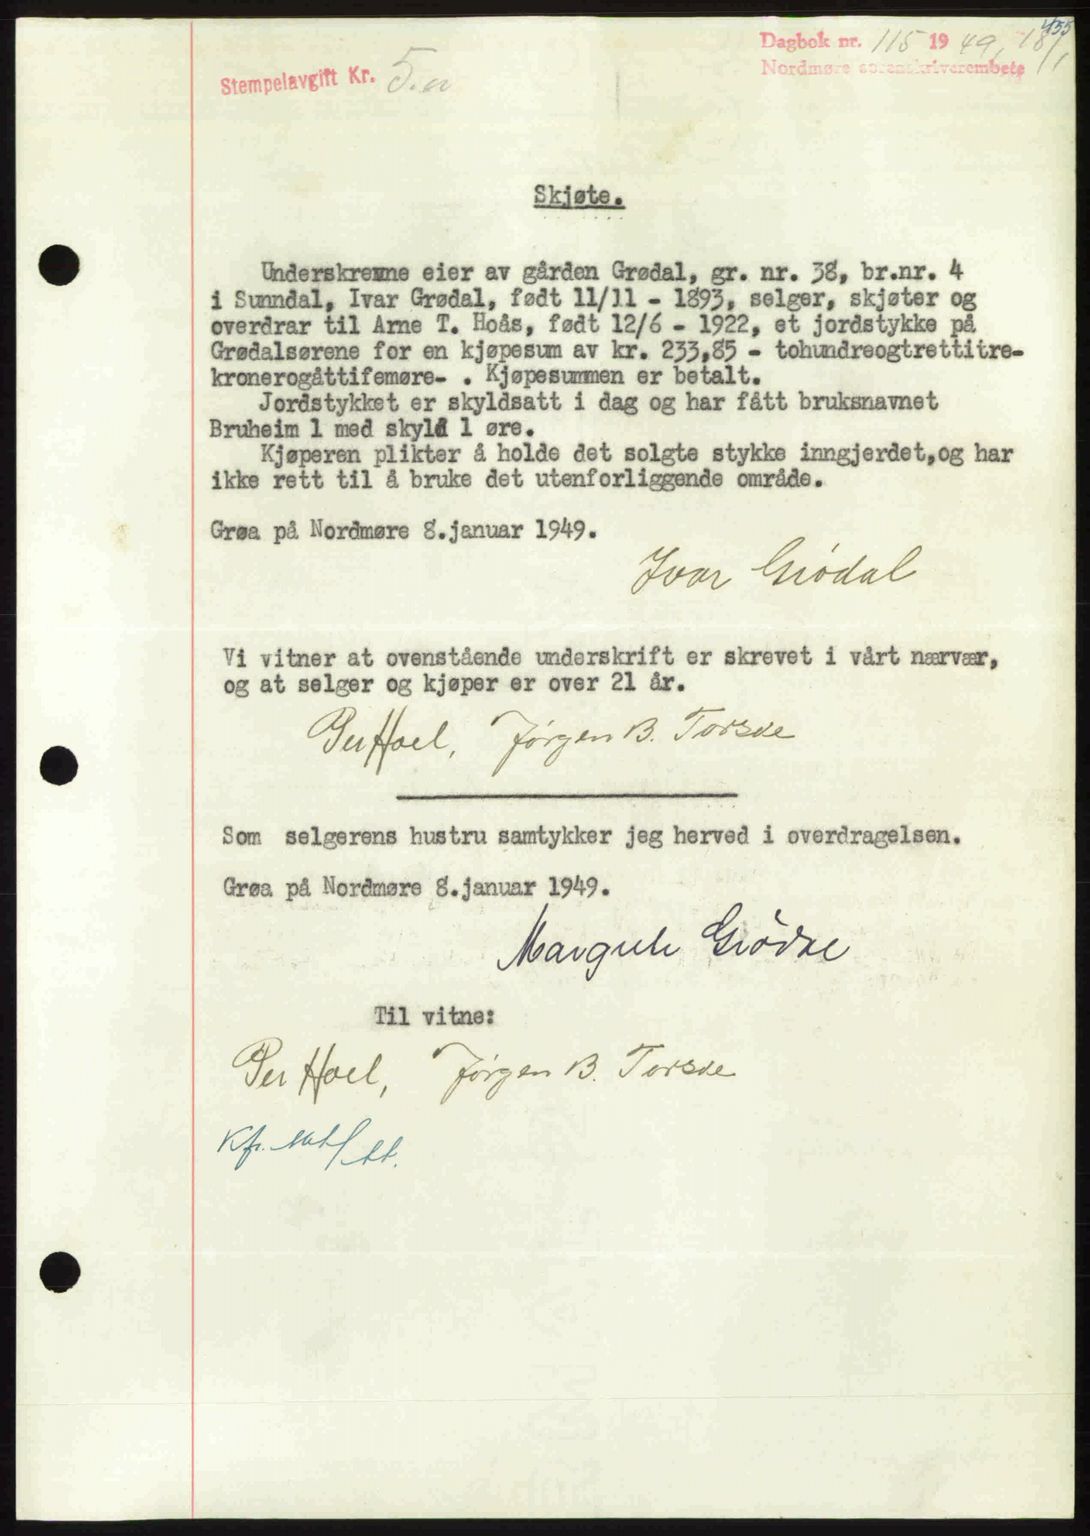 455
Dagbok nr. 115 1949, 18/1
Nordmøre sorenskriverembete
Stempelavgift Kr. 5.00
Skjøte.
Underskrevne eier av gården Grødal, gr. nr. 38, br.nr. 4
i Sunndal, Ivar Grødal, født 11/11 - 1893, selger, skjøter og
overdrar til Arne T. Hoås, født 12/6 - 1922, et jordstykke på
Grødalsørene for en kjøpesum av kr. 233,85 - tohundreogtrettitre-
kronerogåttifemøre- . Kjøpesummen er betalt.
Jordstykket er skyldsatt i dag og har fått bruksnavnet
Bruheim 1 med skyld 1 øre.
Kjøperen plikter å holde det solgte stykke inngjerdet,og har
ikke rett til å bruke det utenforliggende område.
Grøa på Nordmøre 8.januar 1949.
Ivar Grödal
Vi vitner at ovenstående underskrift er skrevet i vårt nærvær,
og at selger og kjøper er over 21 år.
Per Hoel, Jørgen B. Torske
Som selgerens hustru samtykker jeg herved i overdragelsen.
Grøa på Nordmøre 8.januar 1949.
Grödal
Til vitne:
Per Hoel, Jørgen B. Torske
Kfr.